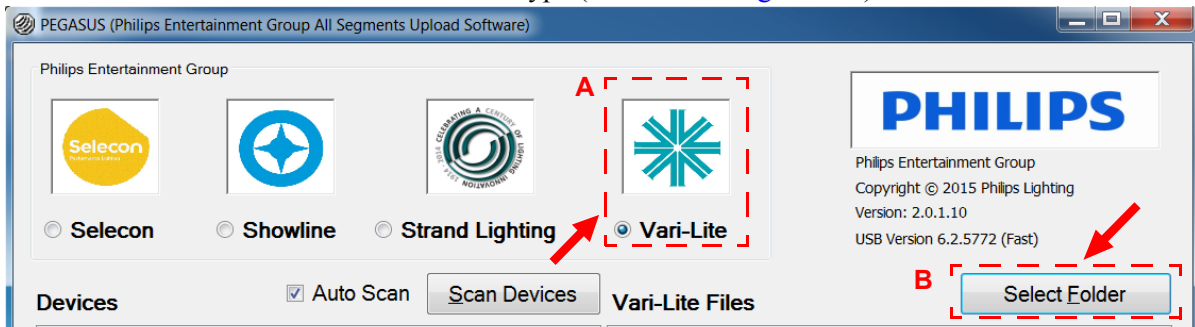 PEGASUS (Philips Entertainment Group All Segments Upload Software)
Philips Entertainment Group
A
Selecon
CELEBRATING A CENTURY OF LIGHTING INNOVATION
1914 - 2014
PHILIPS
Philips Entertainment Group
Copyright © 2015 Philips Lighting
Version: 2.0.1.10
USB Version 6.2.5772 (Fast)
Selecon
Showline
Strand Lighting
Vari-Lite
Devices
Auto Scan
Scan Devices
Vari-Lite Files
B
Select Folder